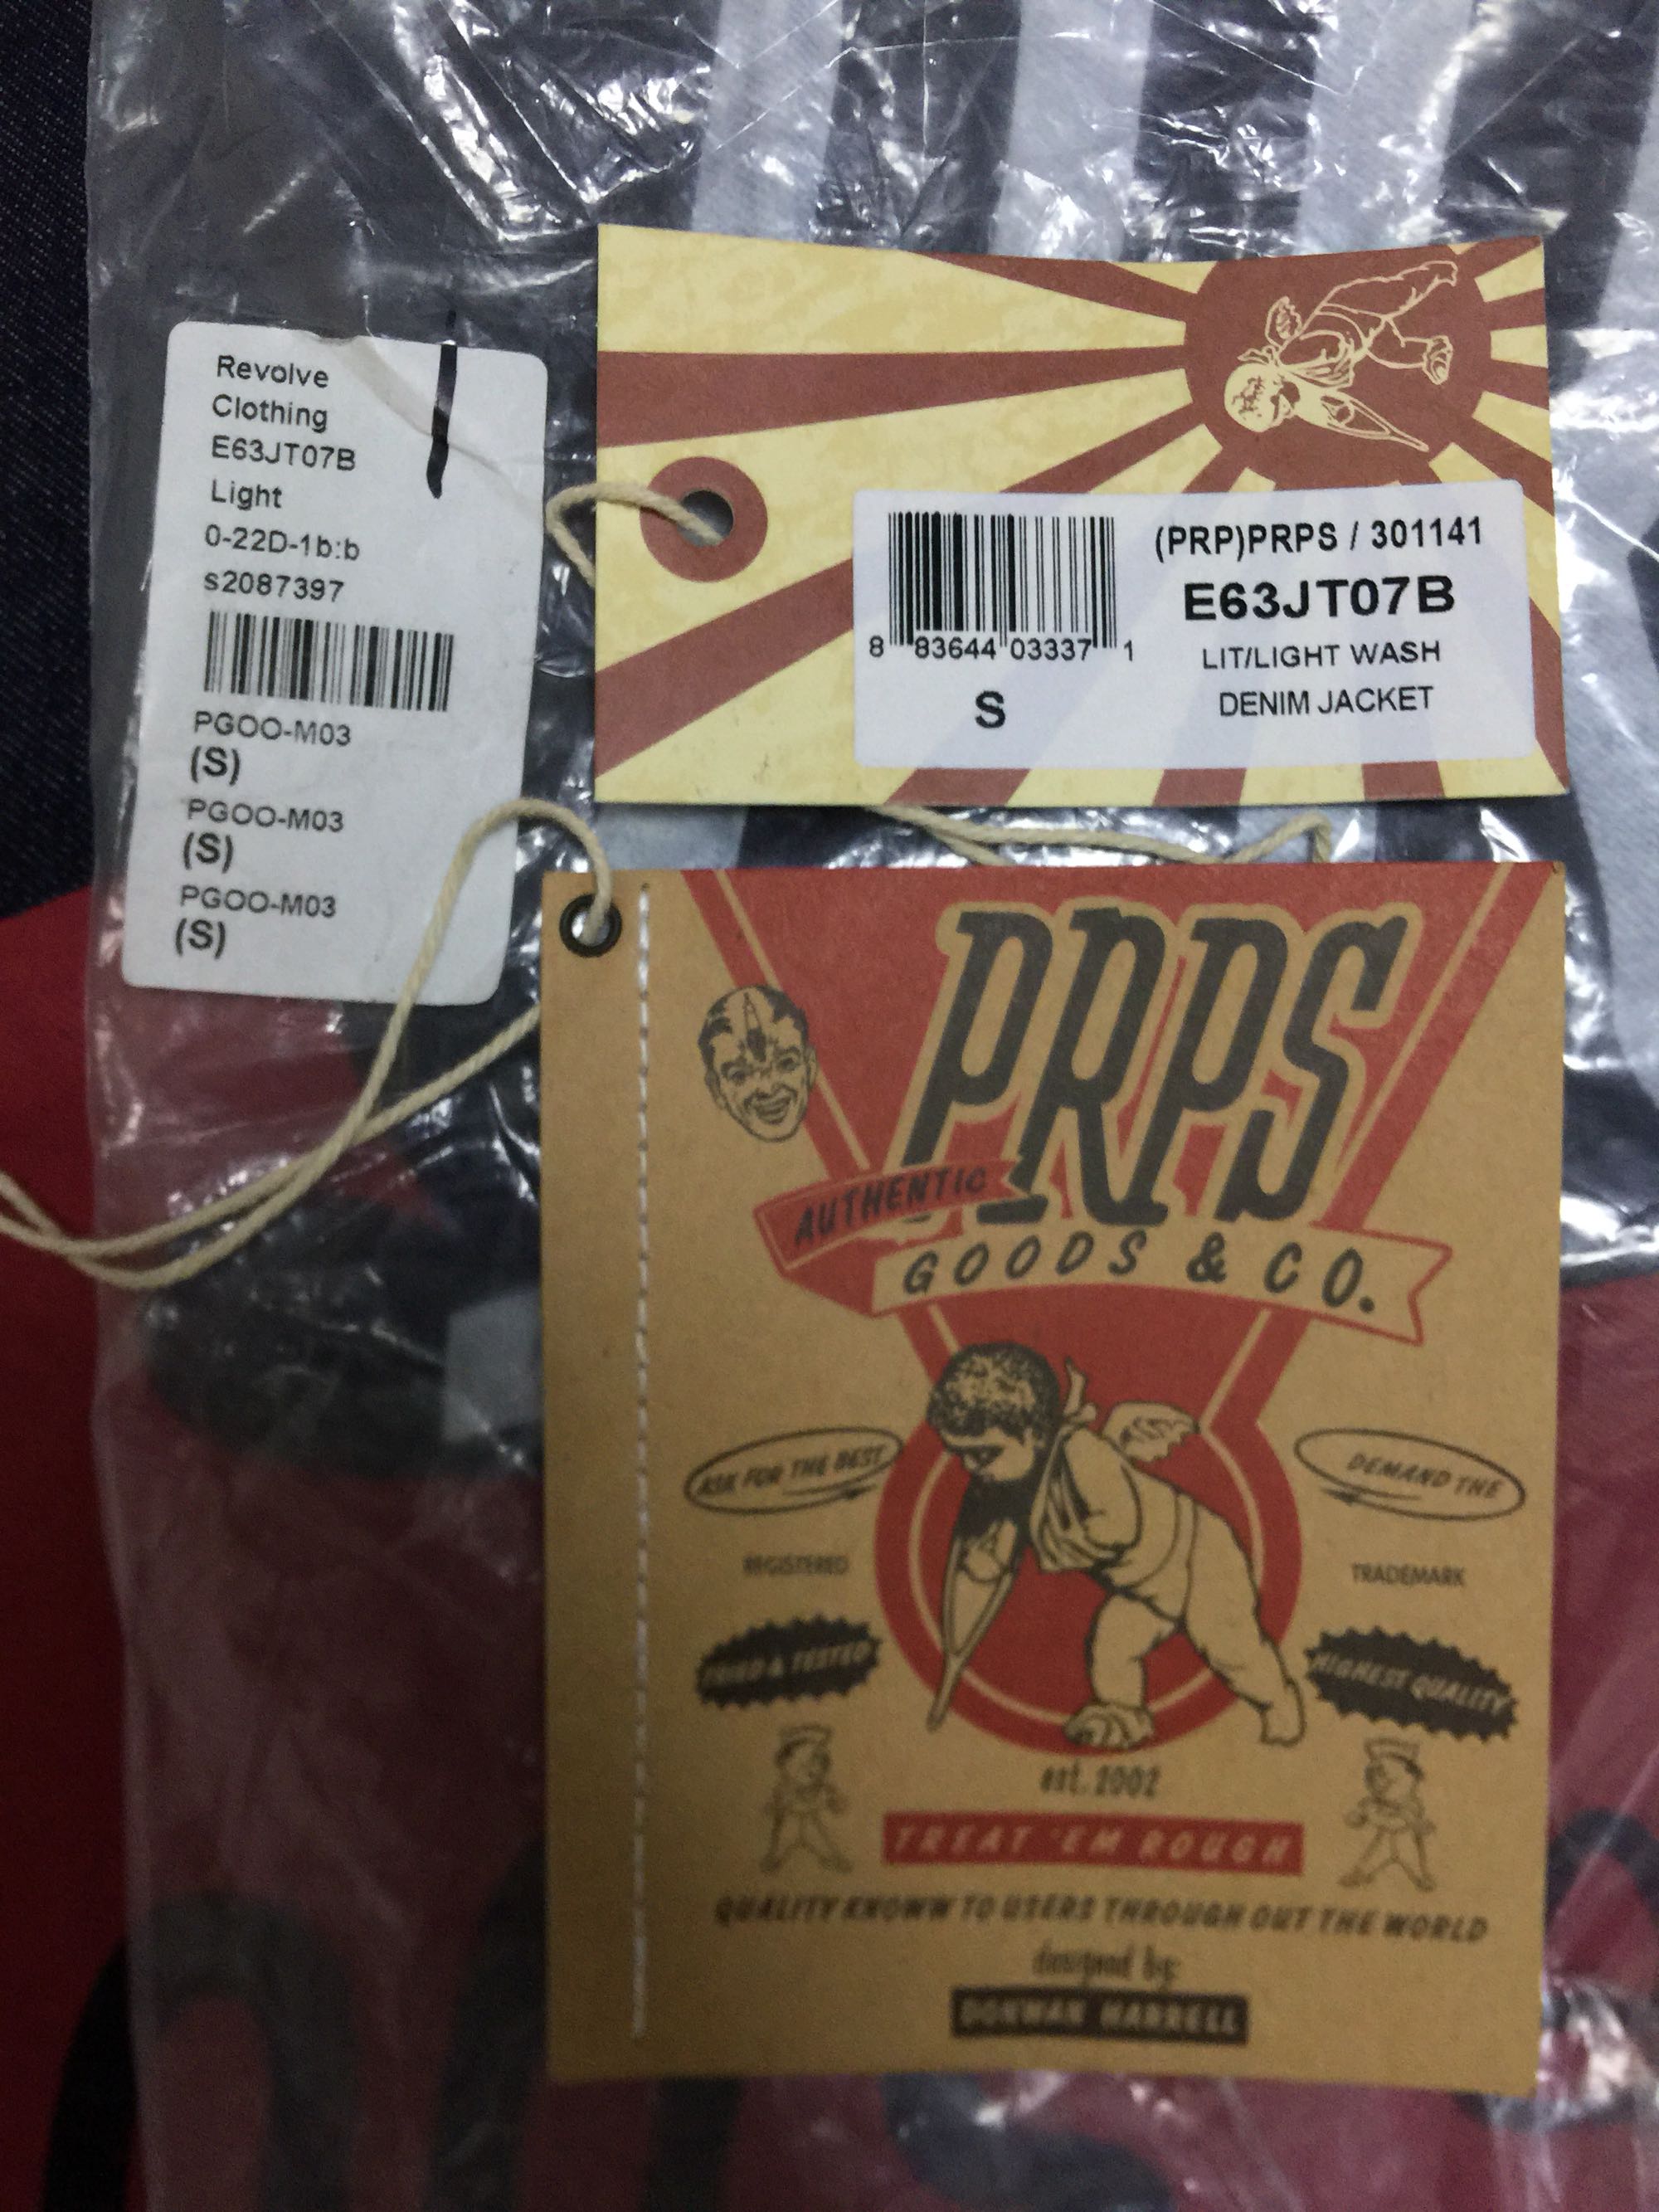 Revolve
Clothing
E63JT07B
Light
0-22D-1b:b
s2087397
PGOO-M03
(S)
PGOO-M03
(S)
PGOO-M03
(S)
(PRP)PRPS / 301141
E63JT07B
LIT/LIGHT WASH
DENIM JACKET
8 83644 03337 1
S
PRPS
AUTHENTIC
GOODS & CO.
ASK FOR THE BEST
DEMAND THE
REGISTERED
TRADEMARK
TRIED & TESTED
HIGHEST QUALITY
est. 2002
TREAT 'EM ROUGH
QUALITY KNOWN TO USERS THROUGH OUT THE WORLD
designed by:
DONWAN HARRELL